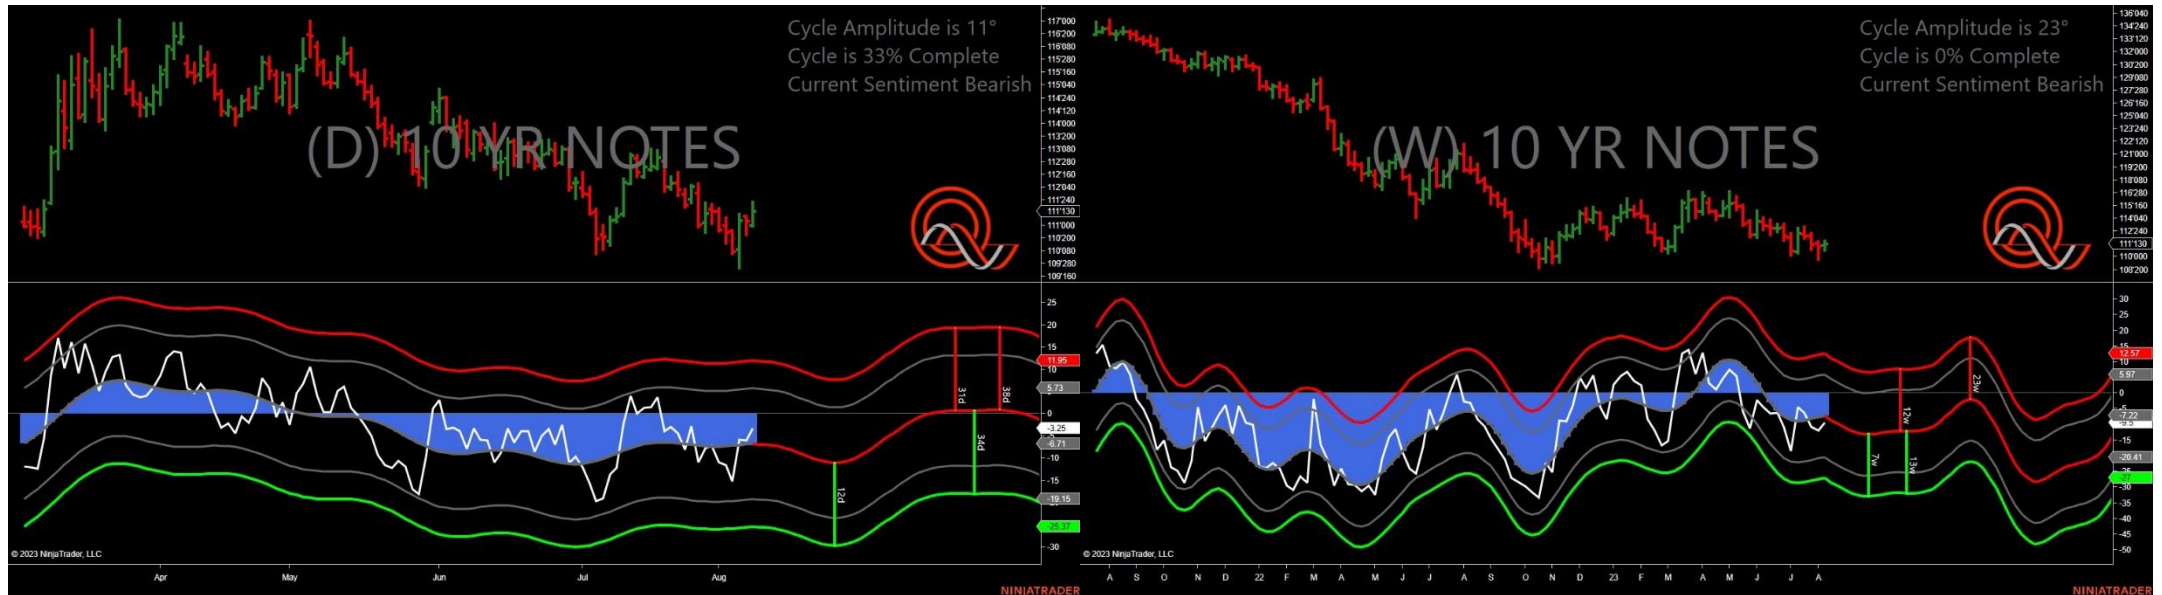 Cycle Amplitude is 11°
Cycle is 33% Complete
Current Sentiment Bearish
(D) 10 YR NOTES
117'000
116'200
116'080
115'280
115'160
115'040
114'240
114'120
114'000
113'200
113'080
112'280
112'160
112'040
111'240
111'130
111'000
110'200
110'080
109'280
109'160
25
20
11.95
10
5.73
0
-3.25
-6.71
-10
-15
-19.15
-25.37
-30
31d
38d
34d
12d
© 2023 NinjaTrader, LLC
Apr
May
Jun
Jul
Aug
NINJATRADER
Cycle Amplitude is 23°
Cycle is 0% Complete
Current Sentiment Bearish
(W) 10 YR NOTES
136'040
134'240
133'120
132'000
130'200
129'080
127'280
126'160
125'040
123'240
122'120
121'000
119'200
118'080
116'280
115'160
114'040
112'240
111'130
110'000
108'200
30
25
20
15
12.57
10
5.97
0
-5
-7.22
-9.5
-15
-20.41
-27
-30
-35
-40
-45
-50
23w
12w
7w
13w
© 2023 NinjaTrader, LLC
A
S
O
N
D
22
F
M
A
M
J
J
A
S
O
N
D
23
F
M
A
M
J
J
A
NINJATRADER